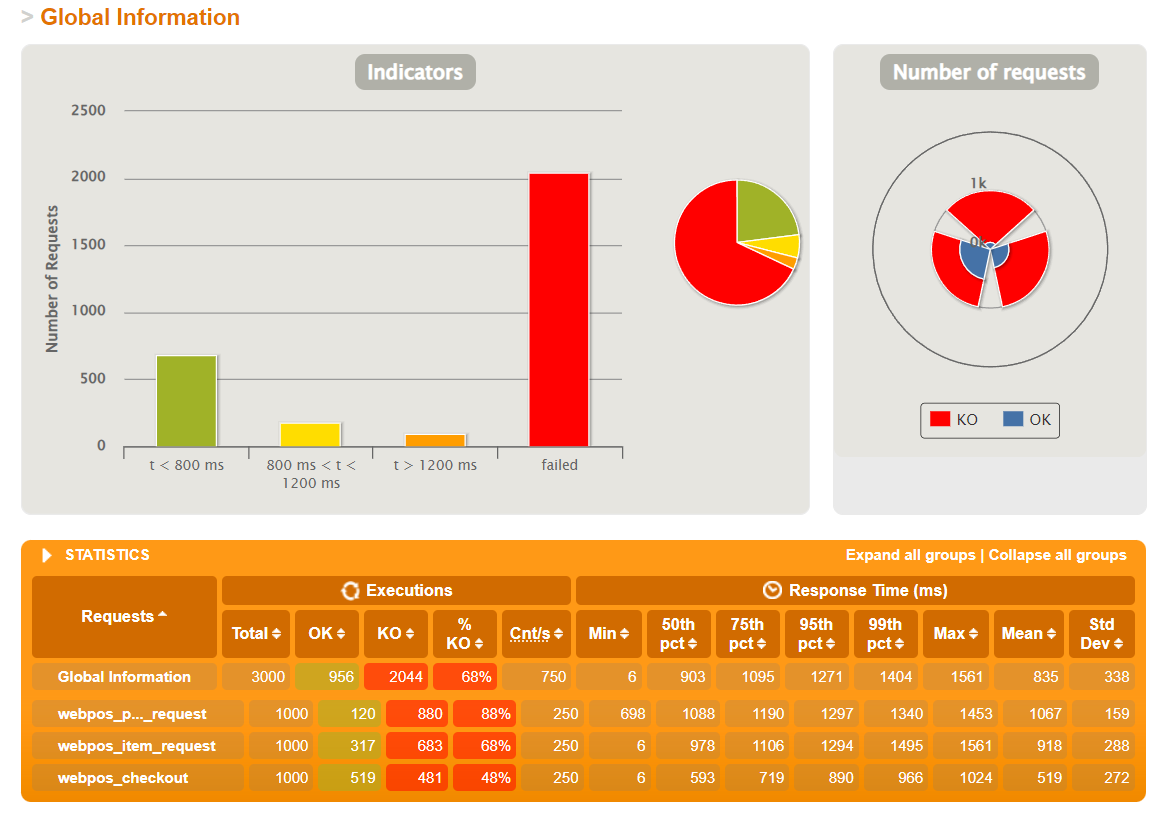 > Global Information
Indicators
Number of Requests
2500
2000
1500
1000
500
0
t < 800 ms
800 ms < t <
1200 ms
t > 1200 ms
failed
Number of requests
1k
0k
KO OK
STATISTICS
Expand all groups | Collapse all groups
Requests Executions Response Time (ms)
Total OK KO % KO Cnt/s Min 50th pct 75th pct 95th pct 99th pct Max Mean Std Dev
Global Information 3000 956 2044 68% 750 6 903 1095 1271 1404 1561 835 338
webpos_p..._request 1000 120 880 88% 250 698 1088 1190 1297 1340 1453 1067 159
webpos_item_request 1000 317 683 68% 250 6 978 1106 1294 1495 1561 918 288
webpos_checkout 1000 519 481 48% 250 6 593 719 890 966 1024 519 272